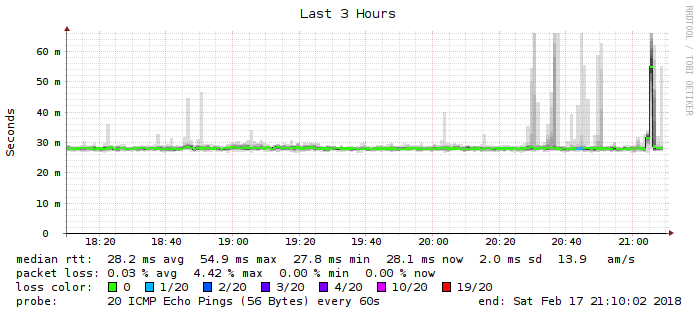 Last 3 Hours
RRDTOOL / TOBI OETIKER
Seconds
60 m
50 m
40 m
30 m
20 m
10 m
0
18:20 18:40 19:00 19:20 19:40 20:00 20:20 20:40 21:00
median rtt: 28.2 ms avg 54.9 ms max 27.8 ms min 28.1 ms now 2.0 ms sd 13.9 am/s
packet loss: 0.03 % avg 4.42 % max 0.00 % min 0.00 % now
loss color: 0 1/20 2/20 3/20 4/20 10/20 19/20
probe: 20 ICMP Echo Pings (56 Bytes) every 60s end: Sat Feb 17 21:10:02 2018